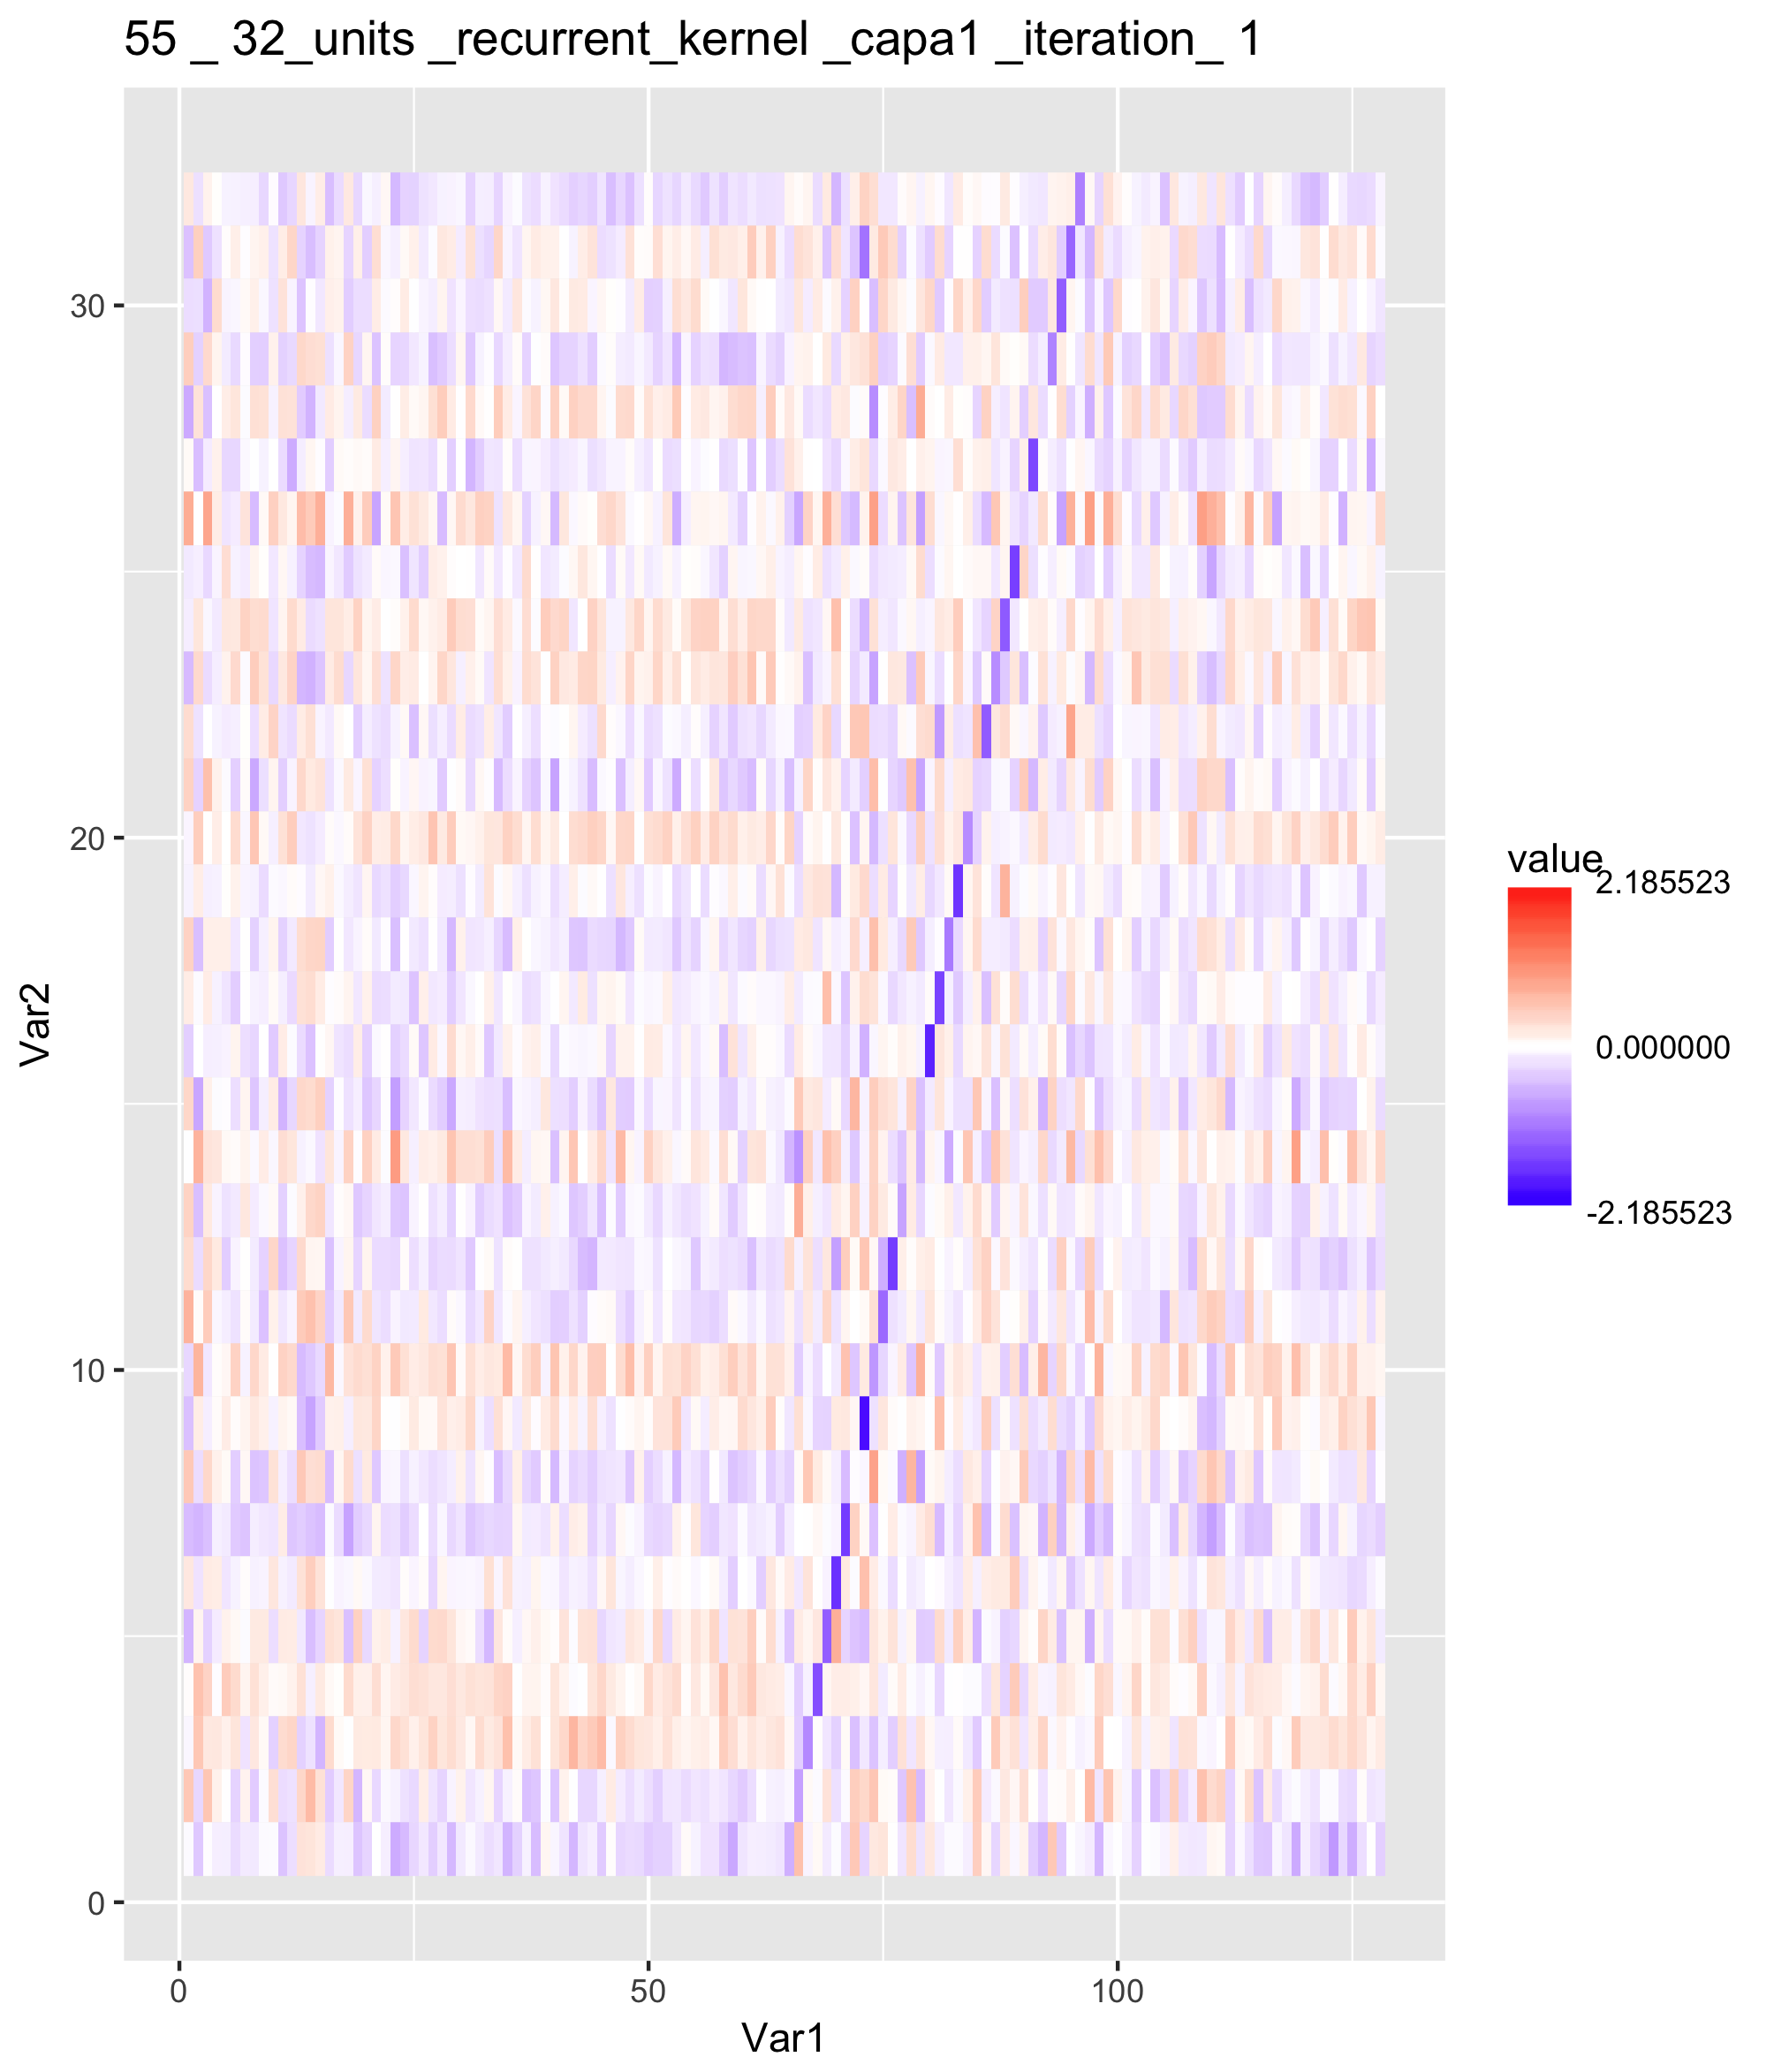 55 _ 32_units _recurrent_kernel _capa1 _iteration_ 1
30
20
10
0
Var2
0 50 100
Var1
value
2.185523
0.000000
-2.185523